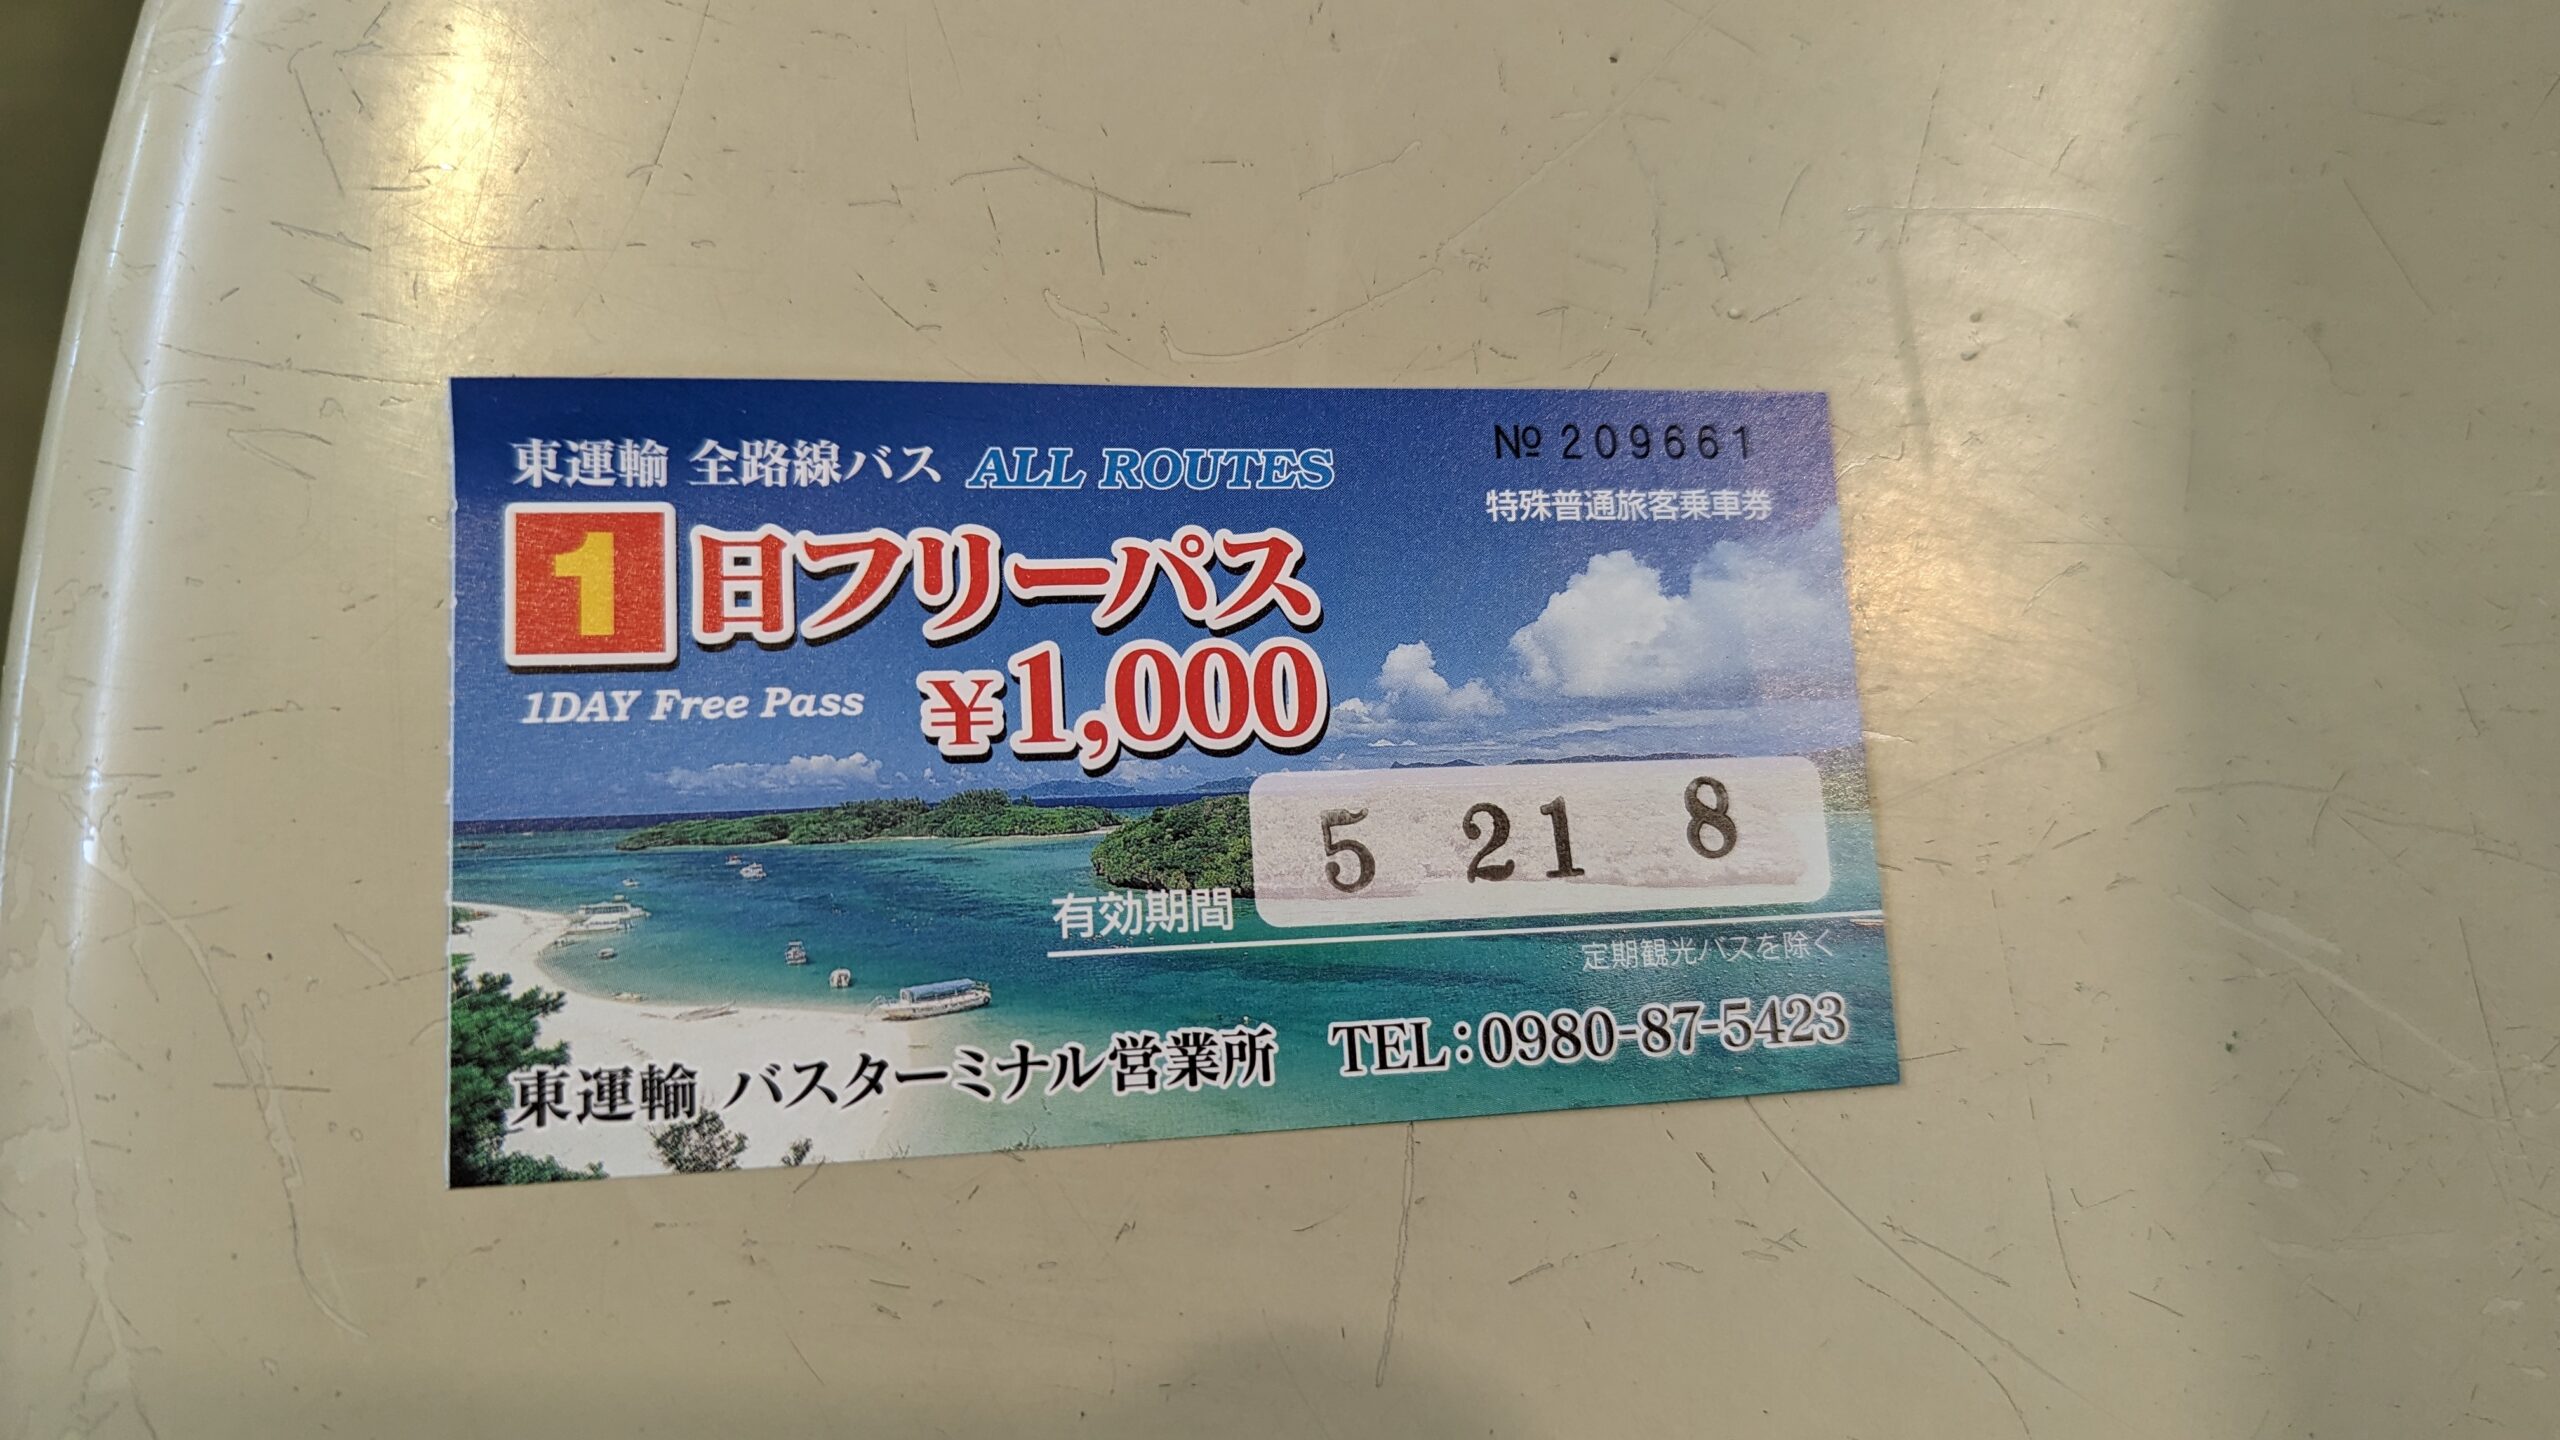 東運輸 全路線バス ALL ROUTES
№ 209661
特殊普通旅客乗車券
1日フリーパス
1DAY Free Pass
¥1,000
有効期間 5 21 8
定期観光バスを除く
東運輸 バスターミナル営業所 TEL：0980-87-5423